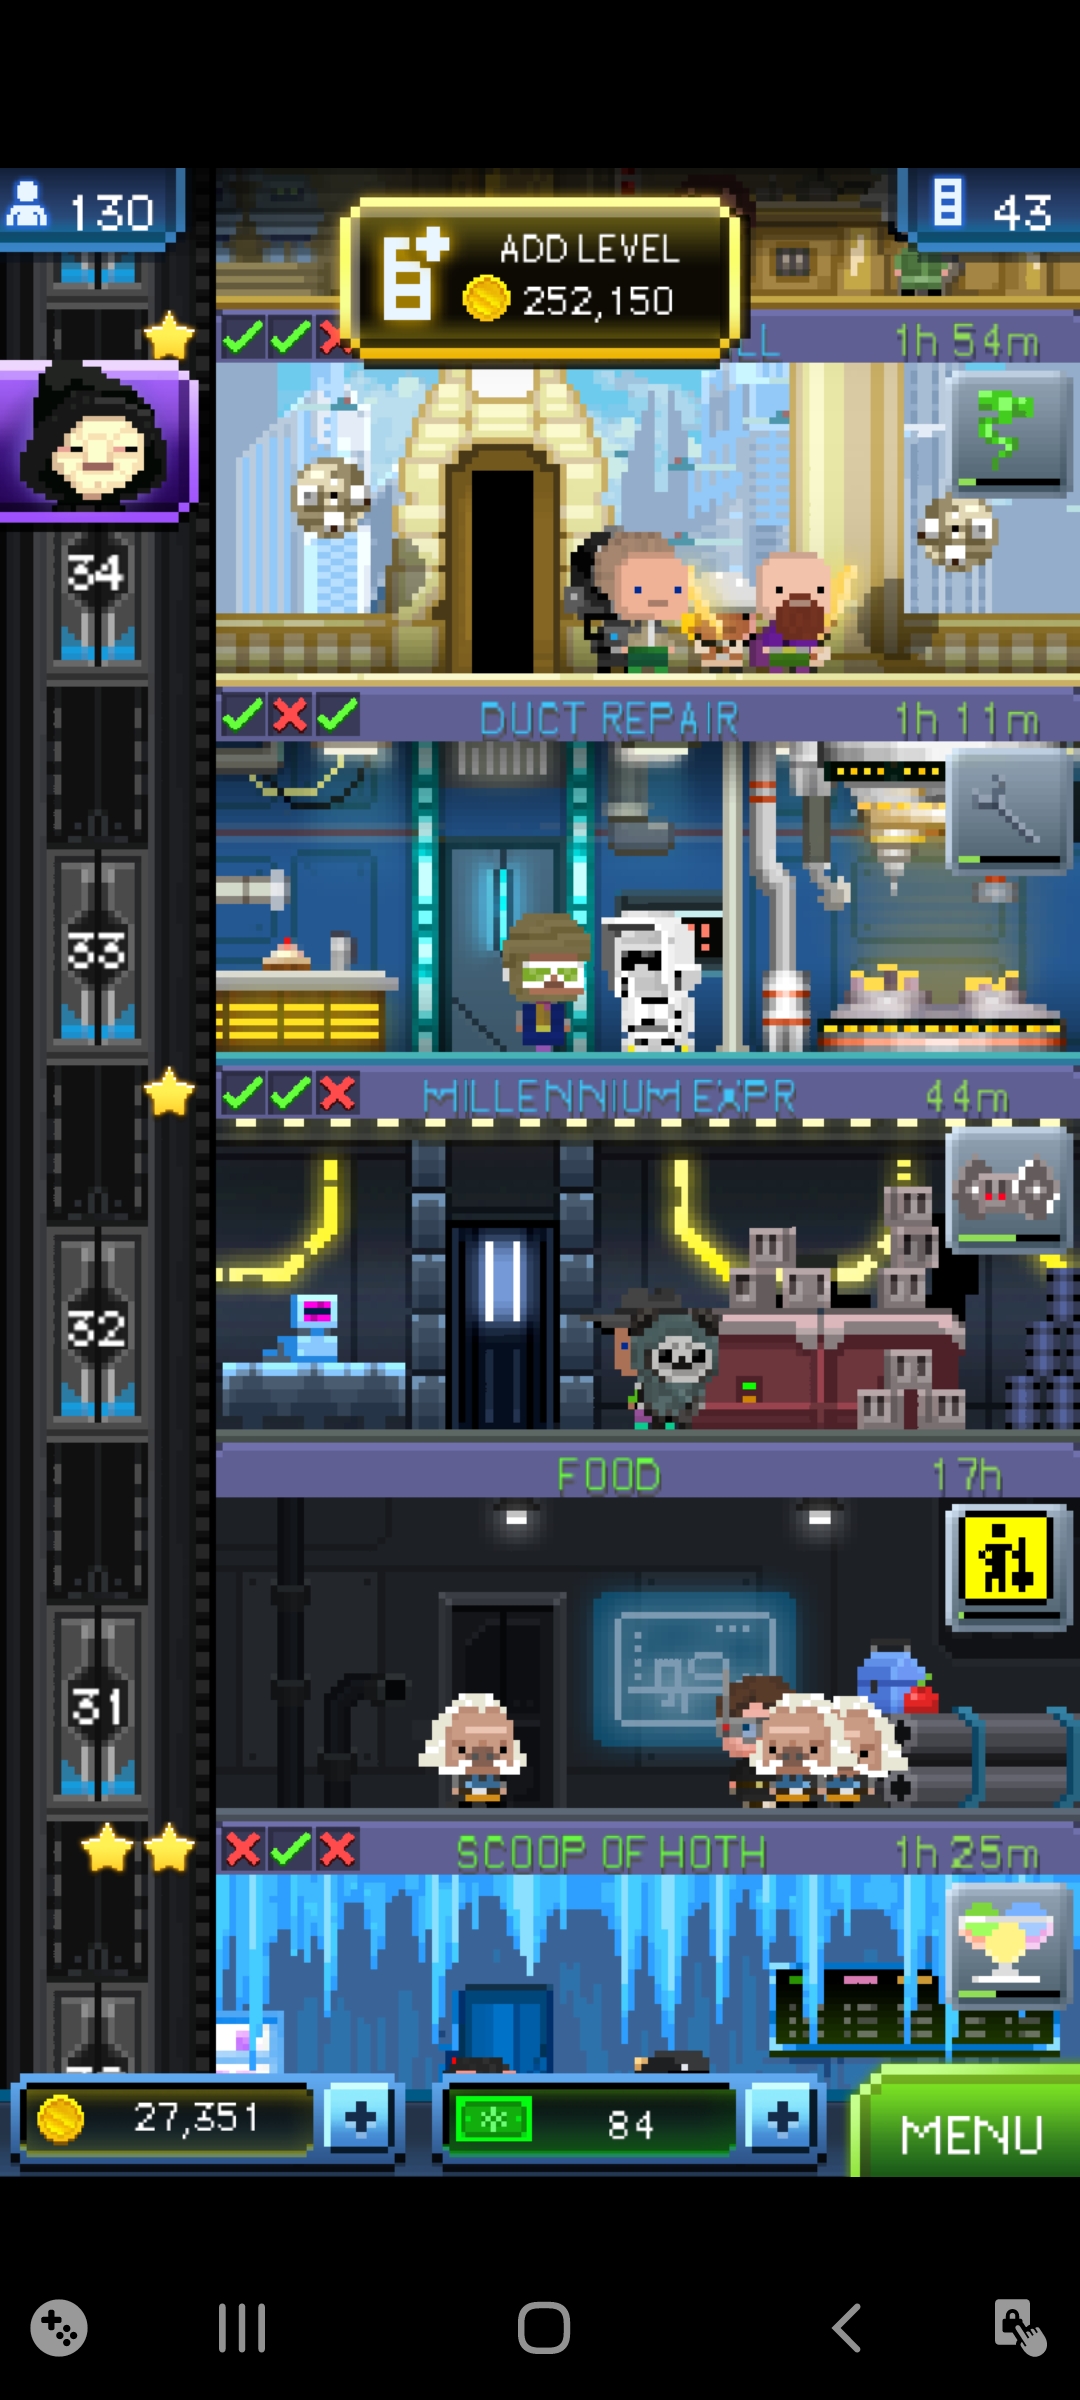 130
43
ADD LEVEL
252,150
LL
1h 54m
34
DUCT REPAIR
1h 11m
33
MILLENNIUM EXPR
44m
32
FOOD
17h
31
SCOOP OF HOTH
1h 25m
27,351
84
MENU